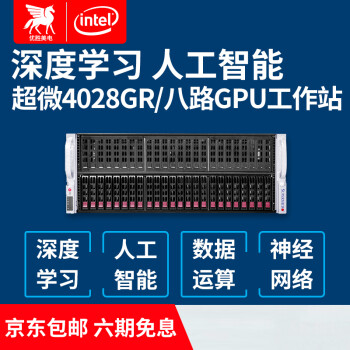 优胜美电
intel
深度学习 人工智能
超微4028GR/八路GPU工作站
深度
学习
人工
智能
数据
运算
神经
网络
京东包邮 六期免息